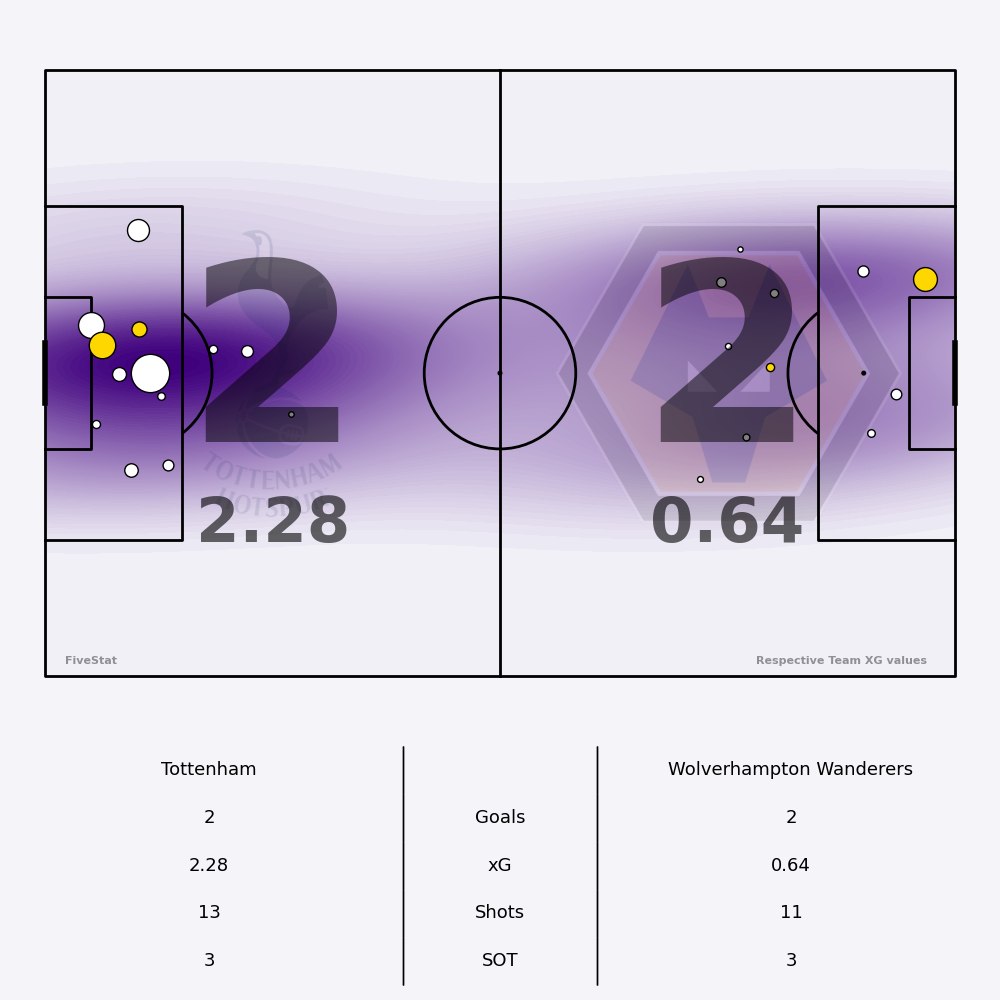 2 2
TOTTENHAM
HOTSPUR
2.28 0.64
FiveStat Respective Team XG values
Tottenham Wolverhampton Wanderers
2 Goals 2
2.28 xG 0.64
13 Shots 11
3 SOT 3